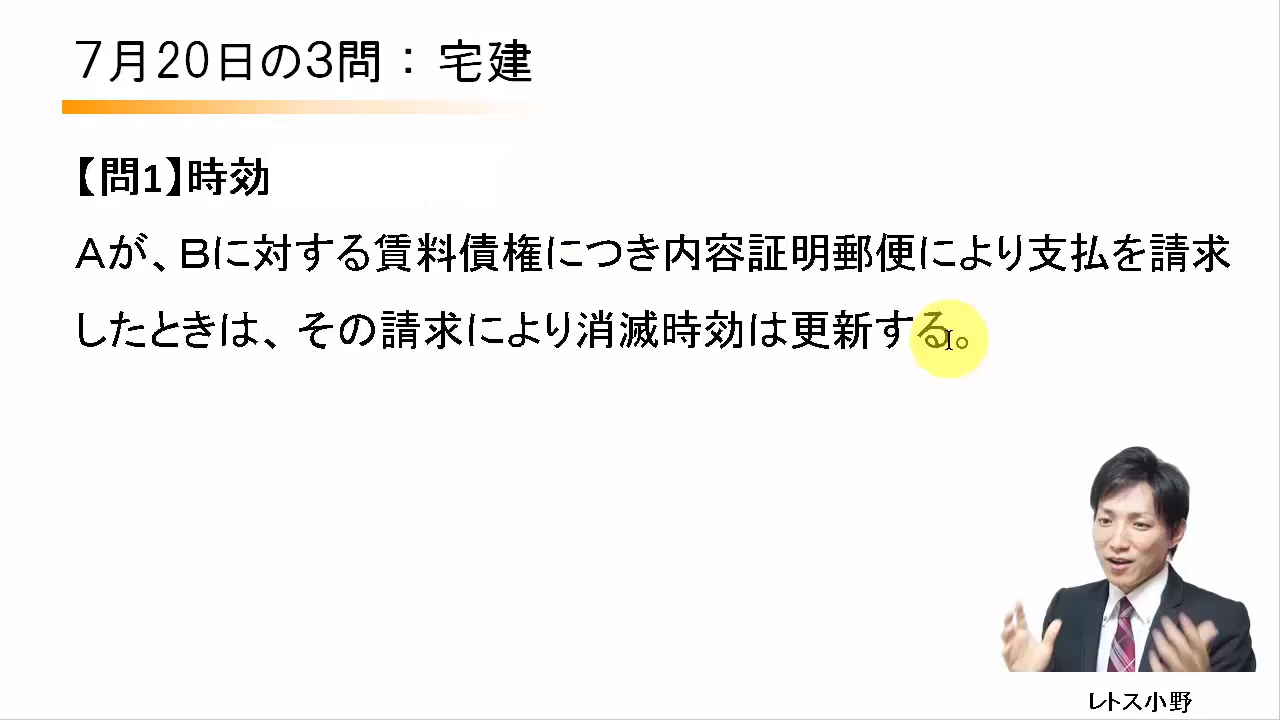 7月20日の3問：宅建
【問1】時効
Aが、Bに対する賃料債権につき内容証明郵便により支払を請求
したときは、その請求により消滅時効は更新する。
レトス小野